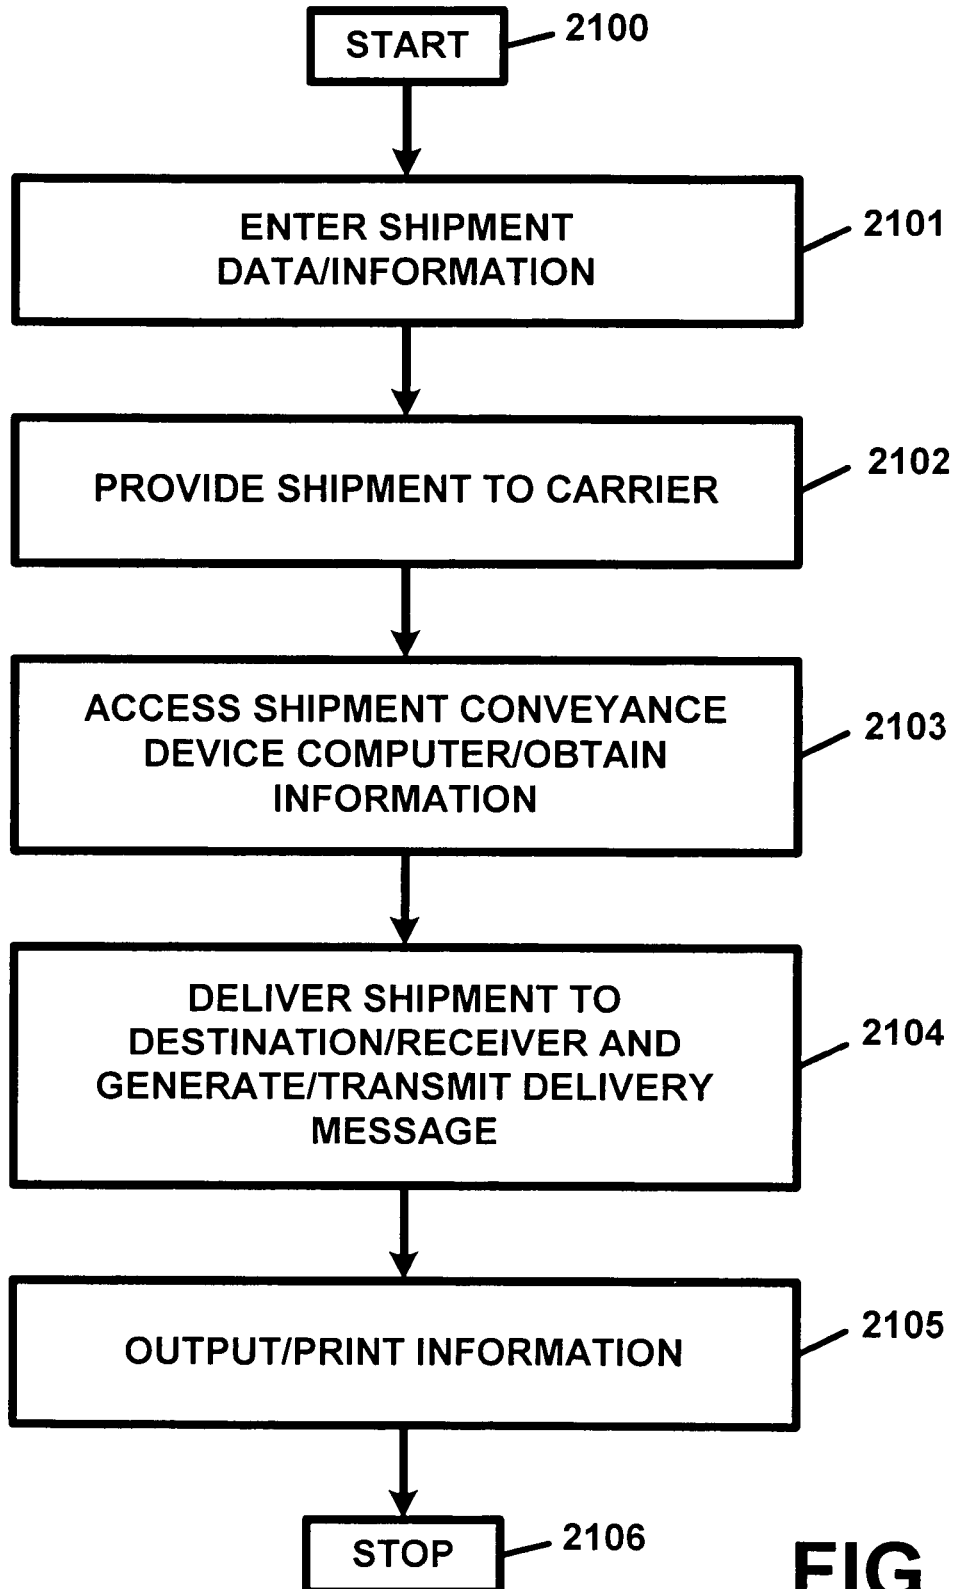 START
2100
ENTER SHIPMENT
DATA/INFORMATION
2101
PROVIDE SHIPMENT TO CARRIER
2102
ACCESS SHIPMENT CONVEYANCE
DEVICE COMPUTER/OBTAIN
INFORMATION
2103
DELIVER SHIPMENT TO
DESTINATION/RECEIVER AND
GENERATE/TRANSMIT DELIVERY
MESSAGE
2104
OUTPUT/PRINT INFORMATION
2105
STOP
2106
FIG